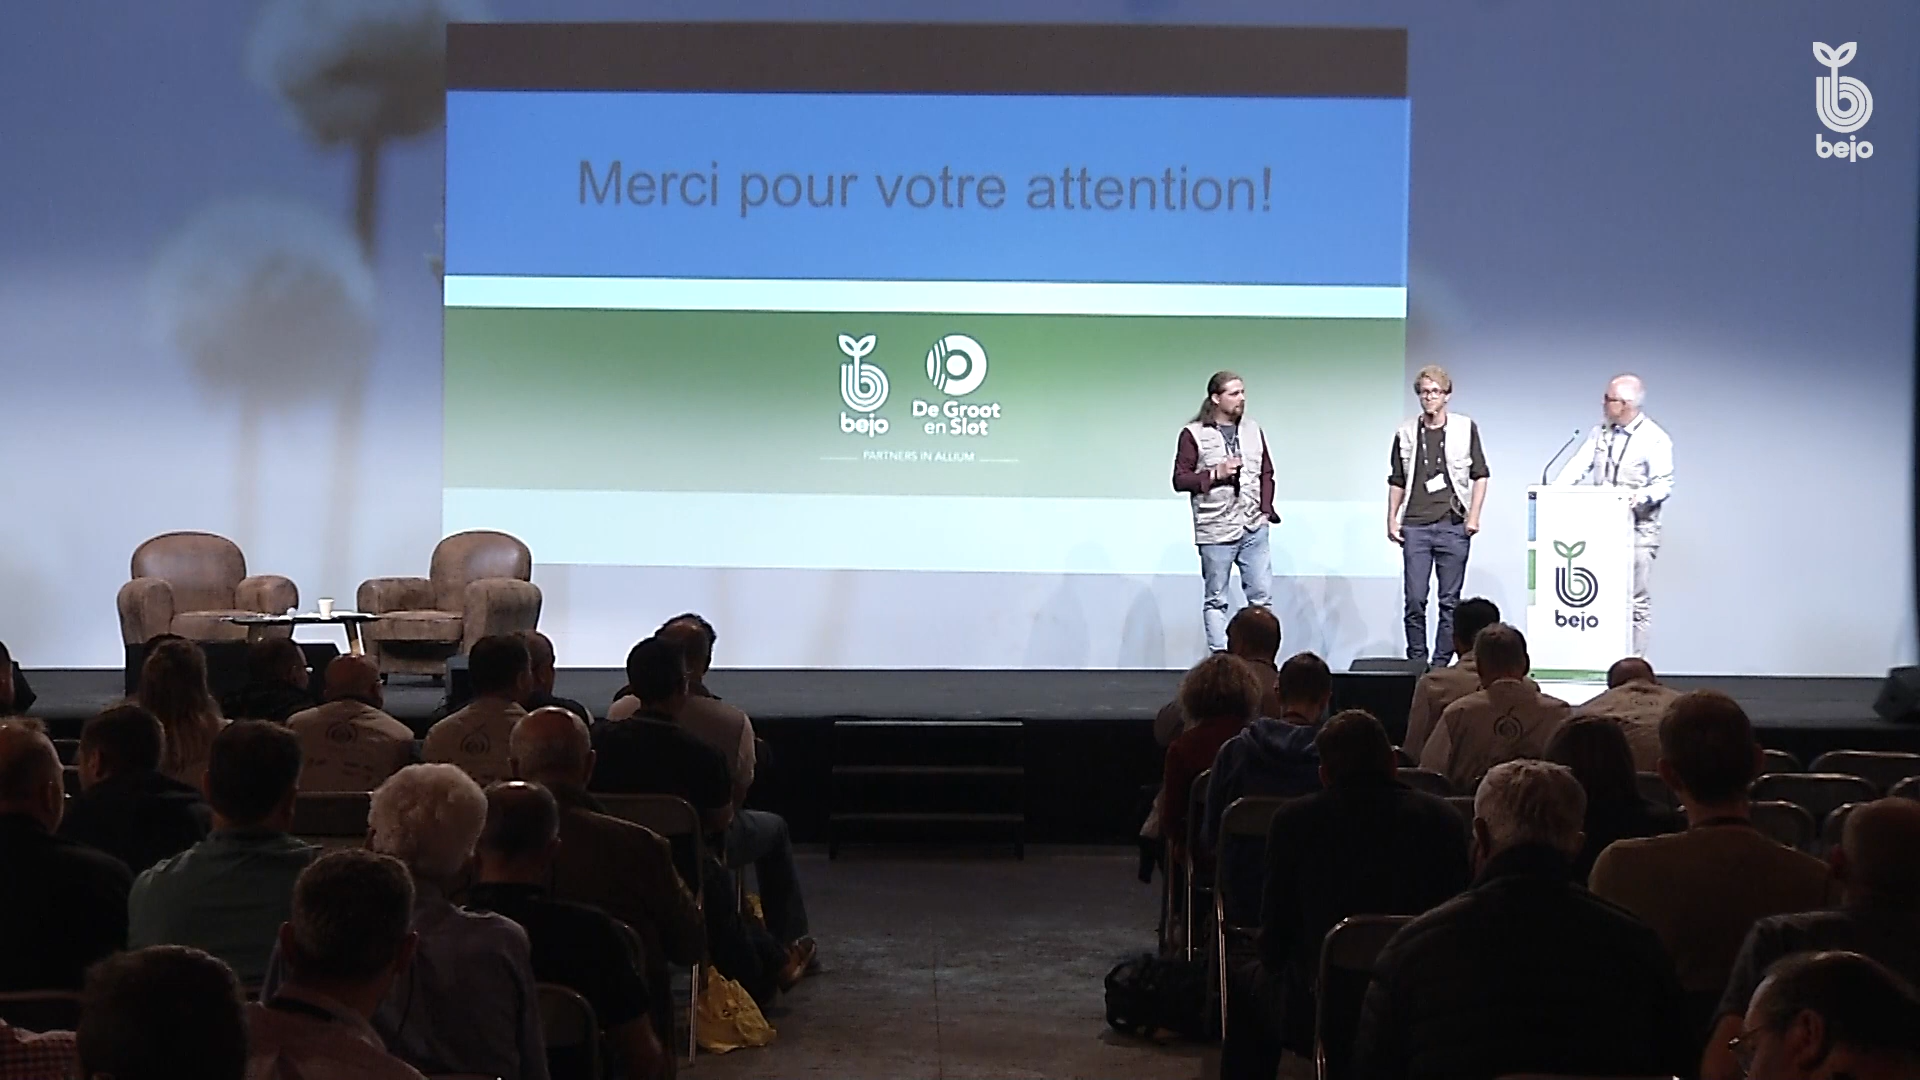 bejo
Merci pour votre attention!
bejo
De Groot
en Slot
PARTNERS IN ALLIUM
bejo